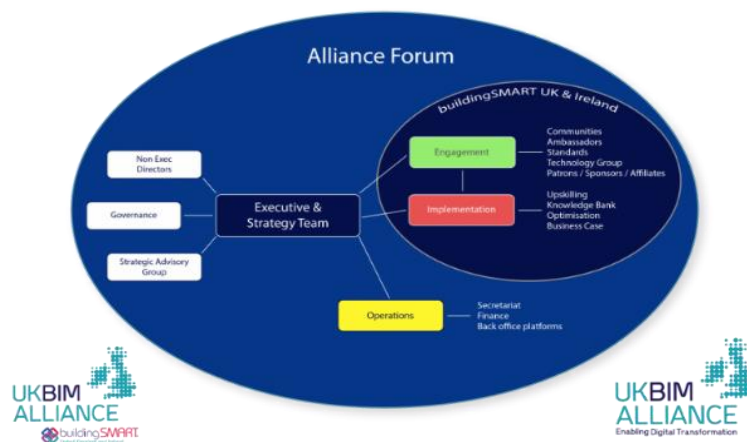 Alliance Forum
buildingSMART UK & Ireland
Non Exec
Directors
Governance
Strategic Advisory
Group
Executive &
Strategy Team
Engagement
Communities
Ambassadors
Standards
Technology Group
Patrons / Sponsors / Affiliates
Implementation
Upskilling
Knowledge Bank
Optimisation
Business Case
Operations
Secretariat
Finance
Back office platforms
UKBIM
ALLIANCE
buildingSMART
UKBIM
ALLIANCE
Enabling Digital Transformation